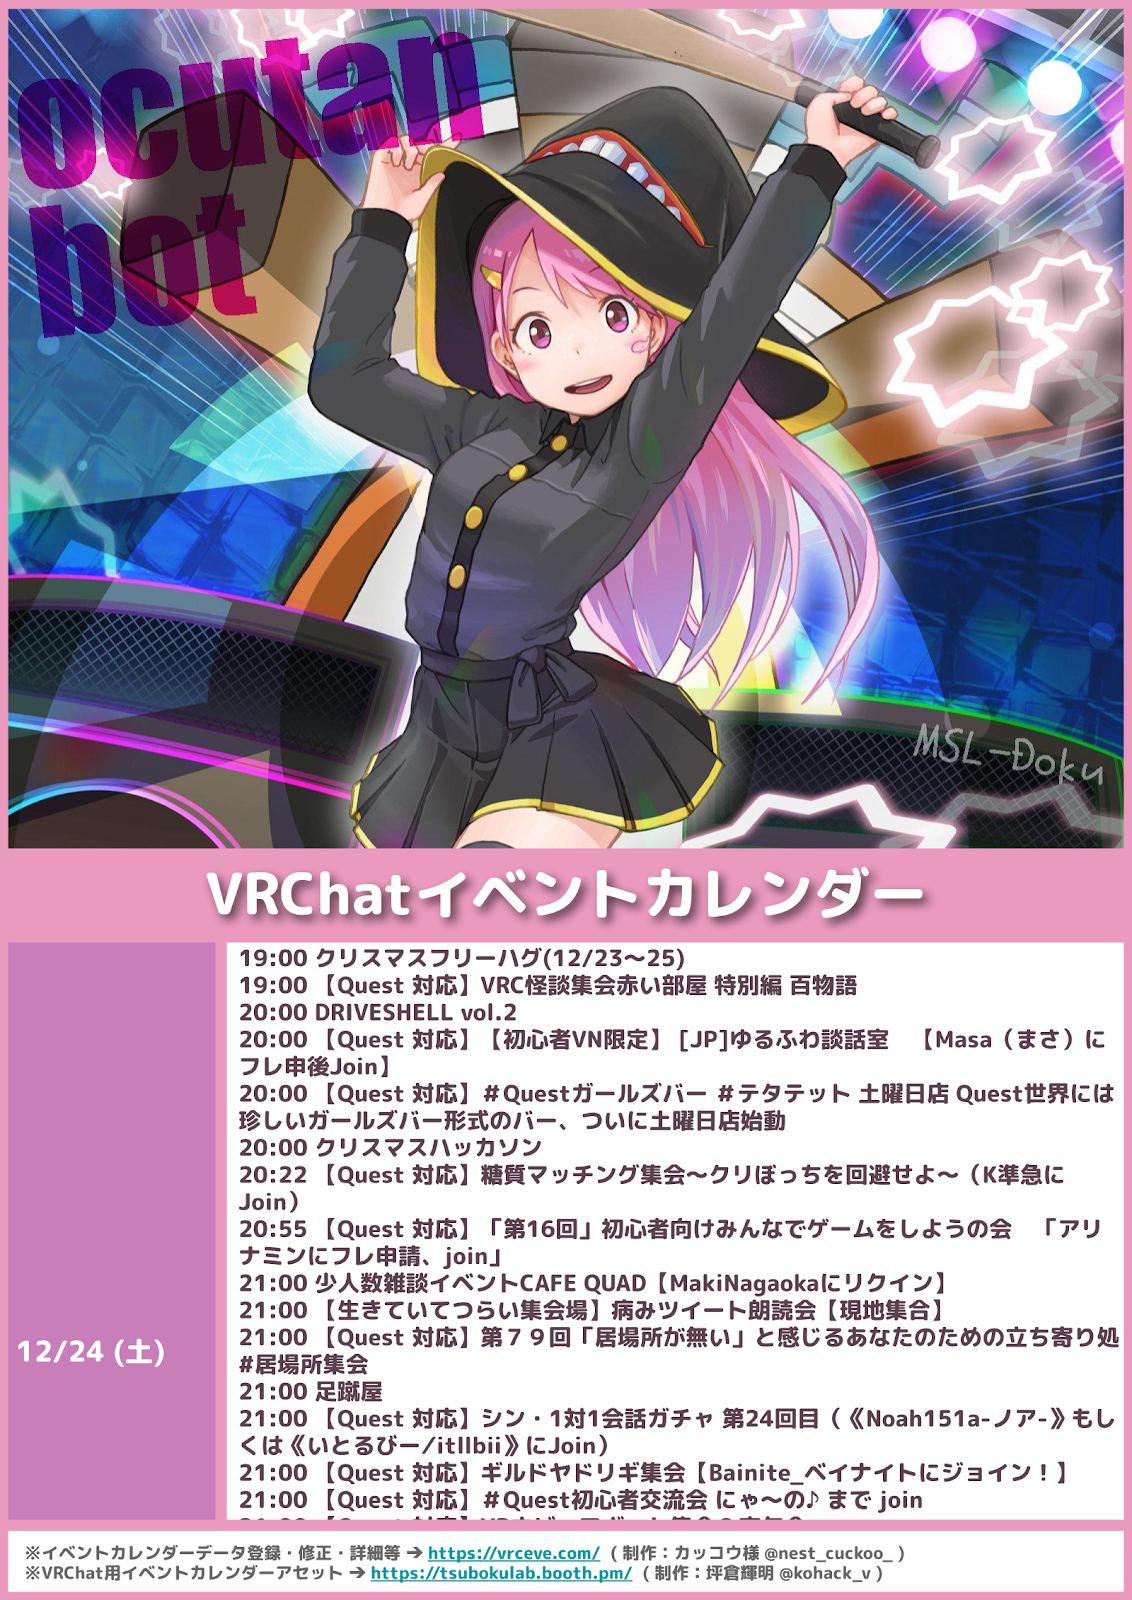 ocutan
bot
MSL-Doku
VRChatイベントカレンダー
12/24 (土)
19:00 クリスマスフリーハグ(12/23～25)
19:00 【Quest 対応】VRC怪談集会赤い部屋 特別編 百物語
20:00 DRIVESHELL vol.2
20:00 【Quest 対応】【初心者VN限定】 [JP]ゆるふわ談話室　【Masa（まさ）に
フレ申後Join】
20:00 【Quest 対応】＃Questガールズバー ＃テタテット 土曜日店 Quest世界には
珍しいガールズバー形式のバー、ついに土曜日店始動
20:00 クリスマスハッカソン
20:22 【Quest 対応】糖質マッチング集会～クリぼっちを回避せよ～（K準急に
Join）
20:55 【Quest 対応】「第16回」初心者向けみんなでゲームをしようの会　「アリ
ナミンにフレ申請、join」
21:00 少人数雑談イベントCAFE QUAD【MakiNagaokaにリクイン】
21:00 【生きていてつらい集会場】病みツイート朗読会【現地集合】
21:00 【Quest 対応】第７９回「居場所が無い」と感じるあなたのための立ち寄り処
#居場所集会
21:00 足蹴屋
21:00 【Quest 対応】シン・1対1会話ガチャ 第24回目（《Noah151a-ノア-》もし
くは《いとるびー/itllbii》にJoin）
21:00 【Quest 対応】ギルドヤドリギ集会【Bainite_ベイナイトにジョイン！】
21:00 【Quest 対応】＃Quest初心者交流会 にゃ～の♪ まで join
※イベントカレンダーデータ登録・修正・詳細等 ➔ https://vrceve.com/ （制作：カッコウ様 @nest_cuckoo_ ）
※VRChat用イベントカレンダーアセット ➔ https://tsubokulab.booth.pm/ （制作：坪倉輝明 @kohack_v ）